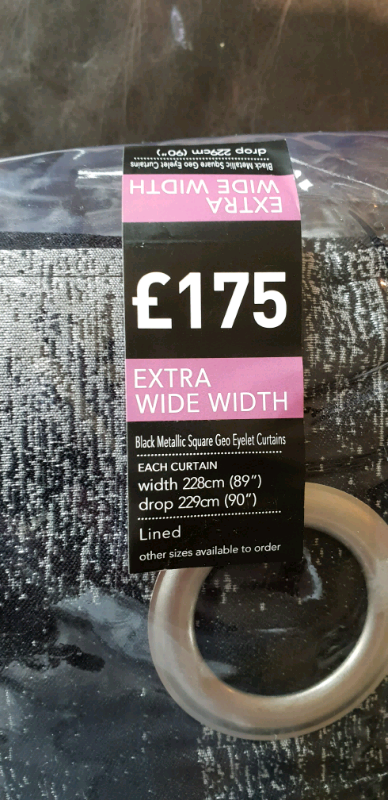 drop 229cm (90")
Black Metallic Square Geo Eyelet Curtains
EXTRA
WIDE WIDTH
£175
EXTRA
WIDE WIDTH
Black Metallic Square Geo Eyelet Curtains
EACH CURTAIN
width 228cm (89")
drop 229cm (90")
Lined
other sizes available to order